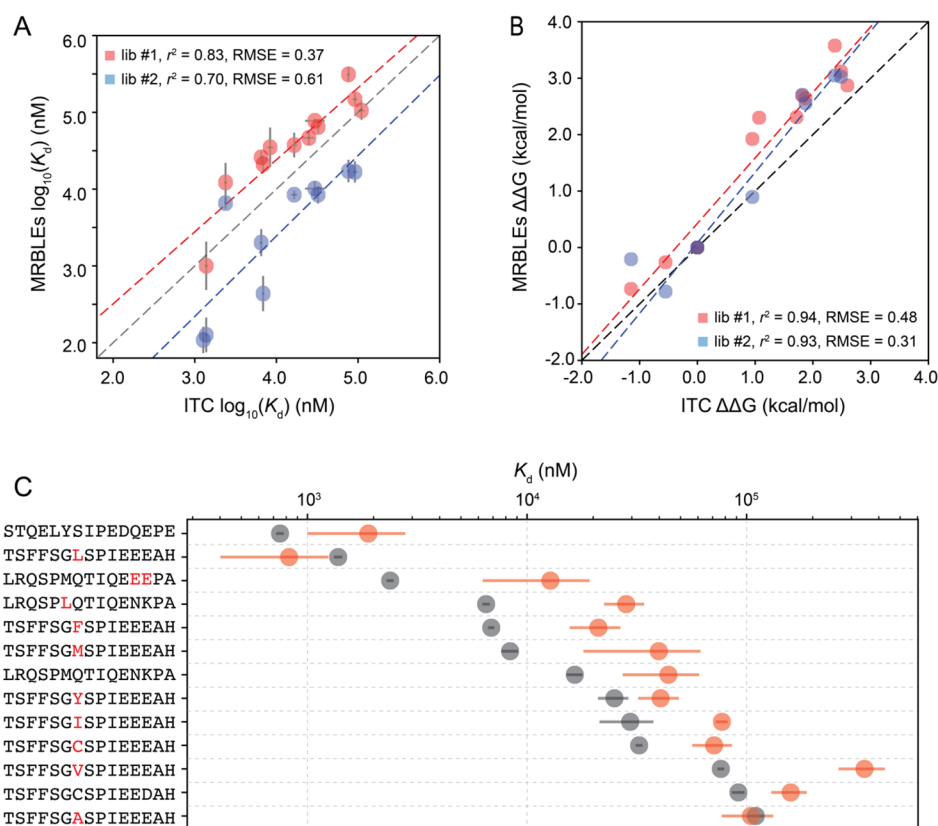 A
lib #1, r² = 0.83, RMSE = 0.37
lib #2, r² = 0.70, RMSE = 0.61
MRBLEs log₁₀(Kd) (nM)
6.0
5.0
4.0
3.0
2.0
2.0 3.0 4.0 5.0 6.0
ITC log₁₀(Kd) (nM)
B
MRBLEs ΔΔG (kcal/mol)
4.0
3.0
2.0
1.0
0.0
-1.0
-2.0
lib #1, r² = 0.94, RMSE = 0.48
lib #2, r² = 0.93, RMSE = 0.31
-2.0 -1.0 0.0 1.0 2.0 3.0 4.0
ITC ΔΔG (kcal/mol)
C
Kd (nM)
10³ 10⁴ 10⁵
STQELYSIPEDQEPE
TSFFSGLSPIEEEAH
LRQSPMQTIQEEEPA
LRQSPLQTIQENKPA
TSFFSGFSPIEEEAH
TSFFSGMSPIEEEAH
LRQSPMQTIQENKPA
TSFFSGYSPIEEEAH
TSFFSGISPIEEEAH
TSFFSGCSPIEEEAH
TSFFSGVSPIEEEAH
TSFFSGCSPIEEDAH
TSFFSGASPIEEEAH